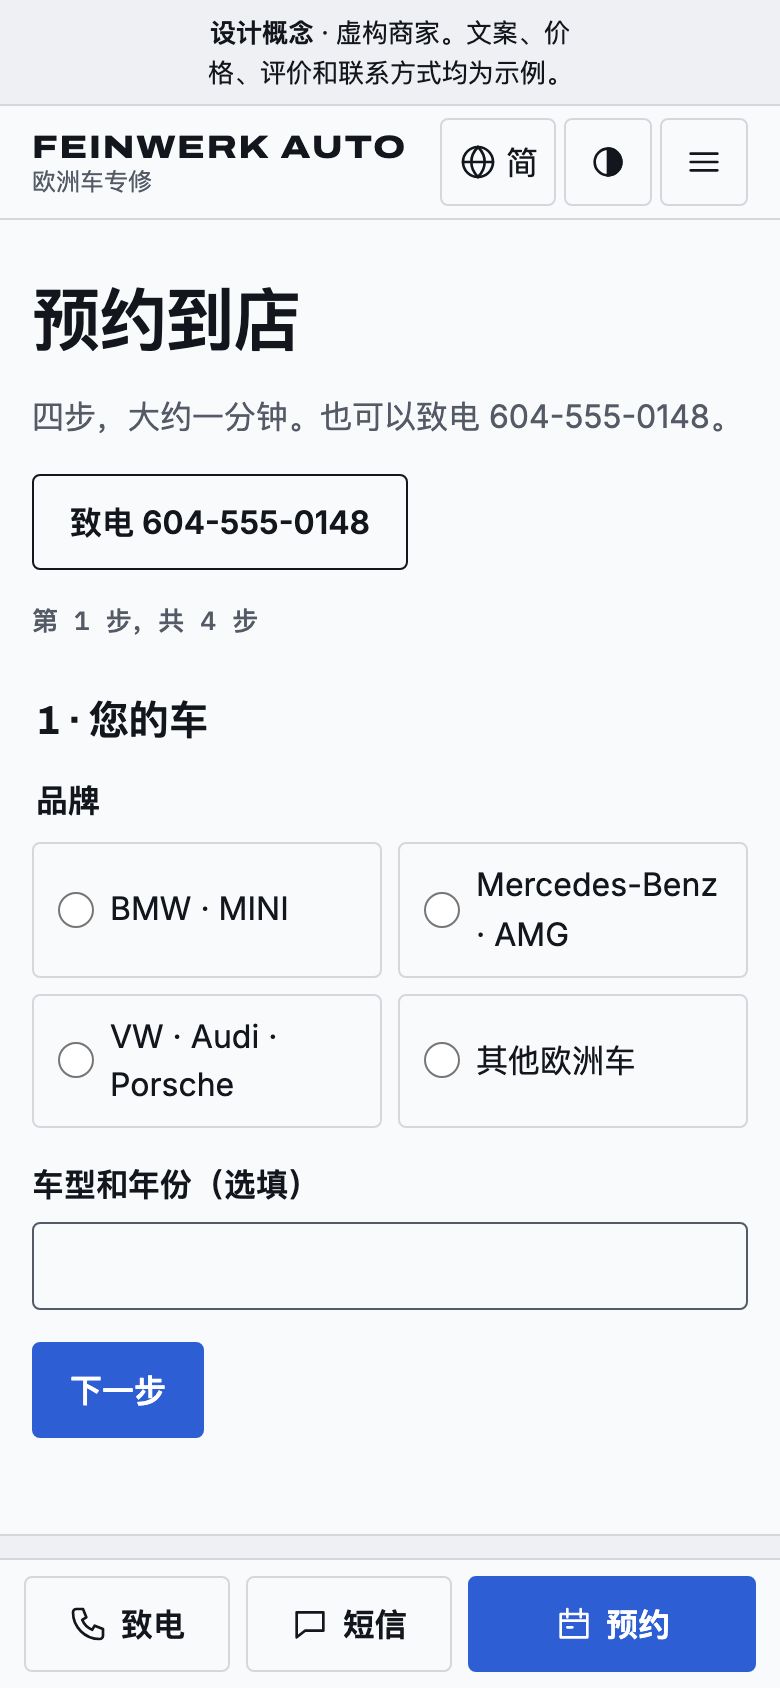 设计概念 · 虚构商家。文案、价
格、评价和联系方式均为示例。
FEINWERK AUTO
欧洲车专修
简
预约到店
四步，大约一分钟。也可以致电 604-555-0148。
致电 604-555-0148
第 1 步，共 4 步
1 · 您的车
品牌
BMW · MINI
Mercedes-Benz
· AMG
VW · Audi ·
Porsche
其他欧洲车
车型和年份（选填）
下一步
致电
短信
预约